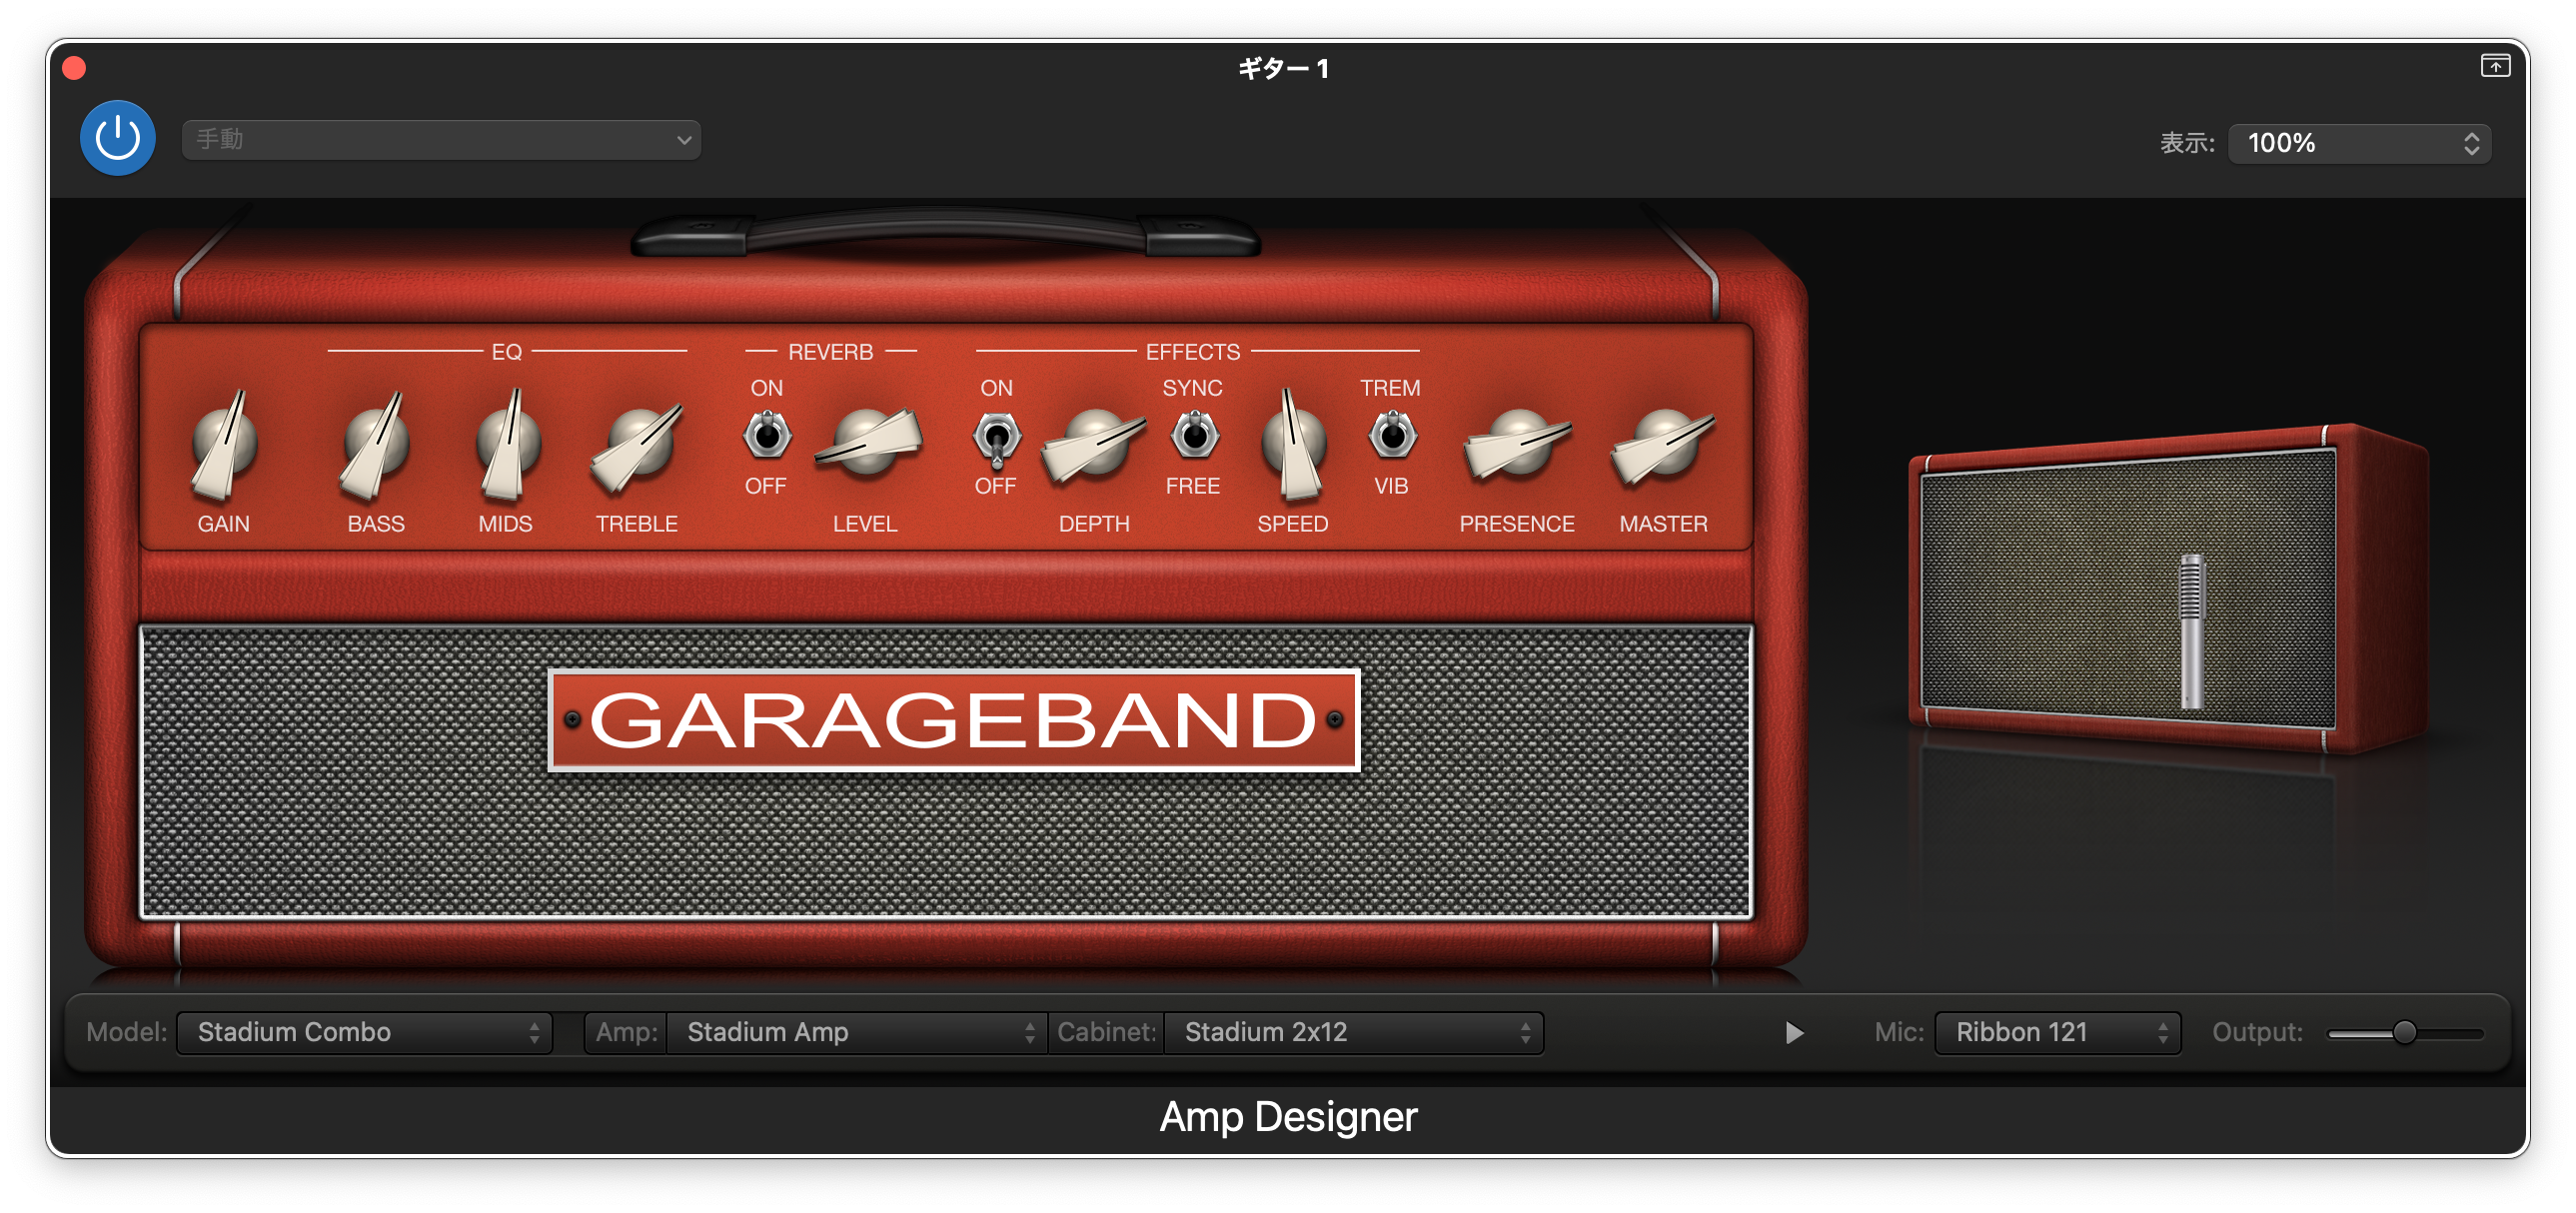 ギター 1
手動
表示: 100%
EQ REVERB EFFECTS
ON ON SYNC TREM
OFF OFF FREE VIB
GAIN BASS MIDS TREBLE LEVEL DEPTH SPEED PRESENCE MASTER
GARAGEBAND
Model: Stadium Combo Amp: Stadium Amp Cabinet: Stadium 2x12 Mic: Ribbon 121 Output:
Amp Designer